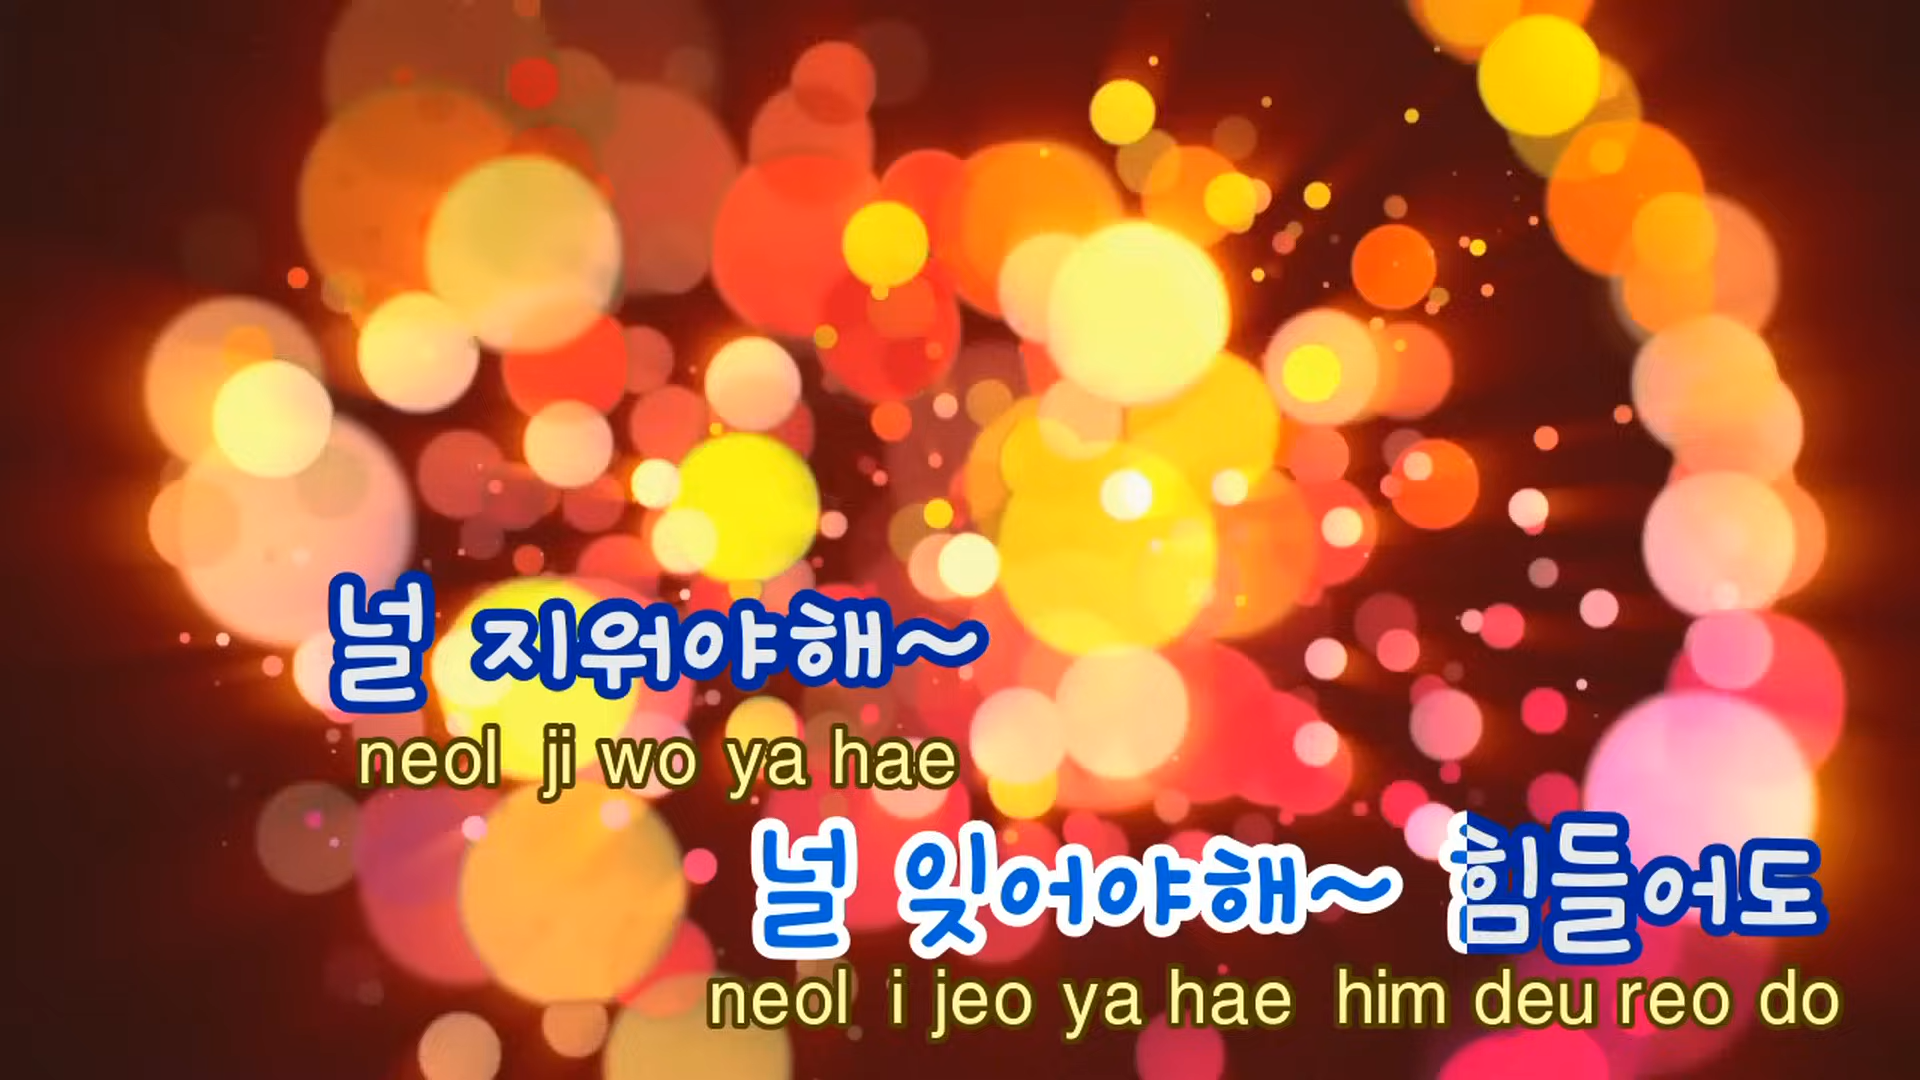 널 지워야해~
neol ji wo ya hae
널 잊어야해~ 힘들어도
neol i jeo ya hae him deu reo do